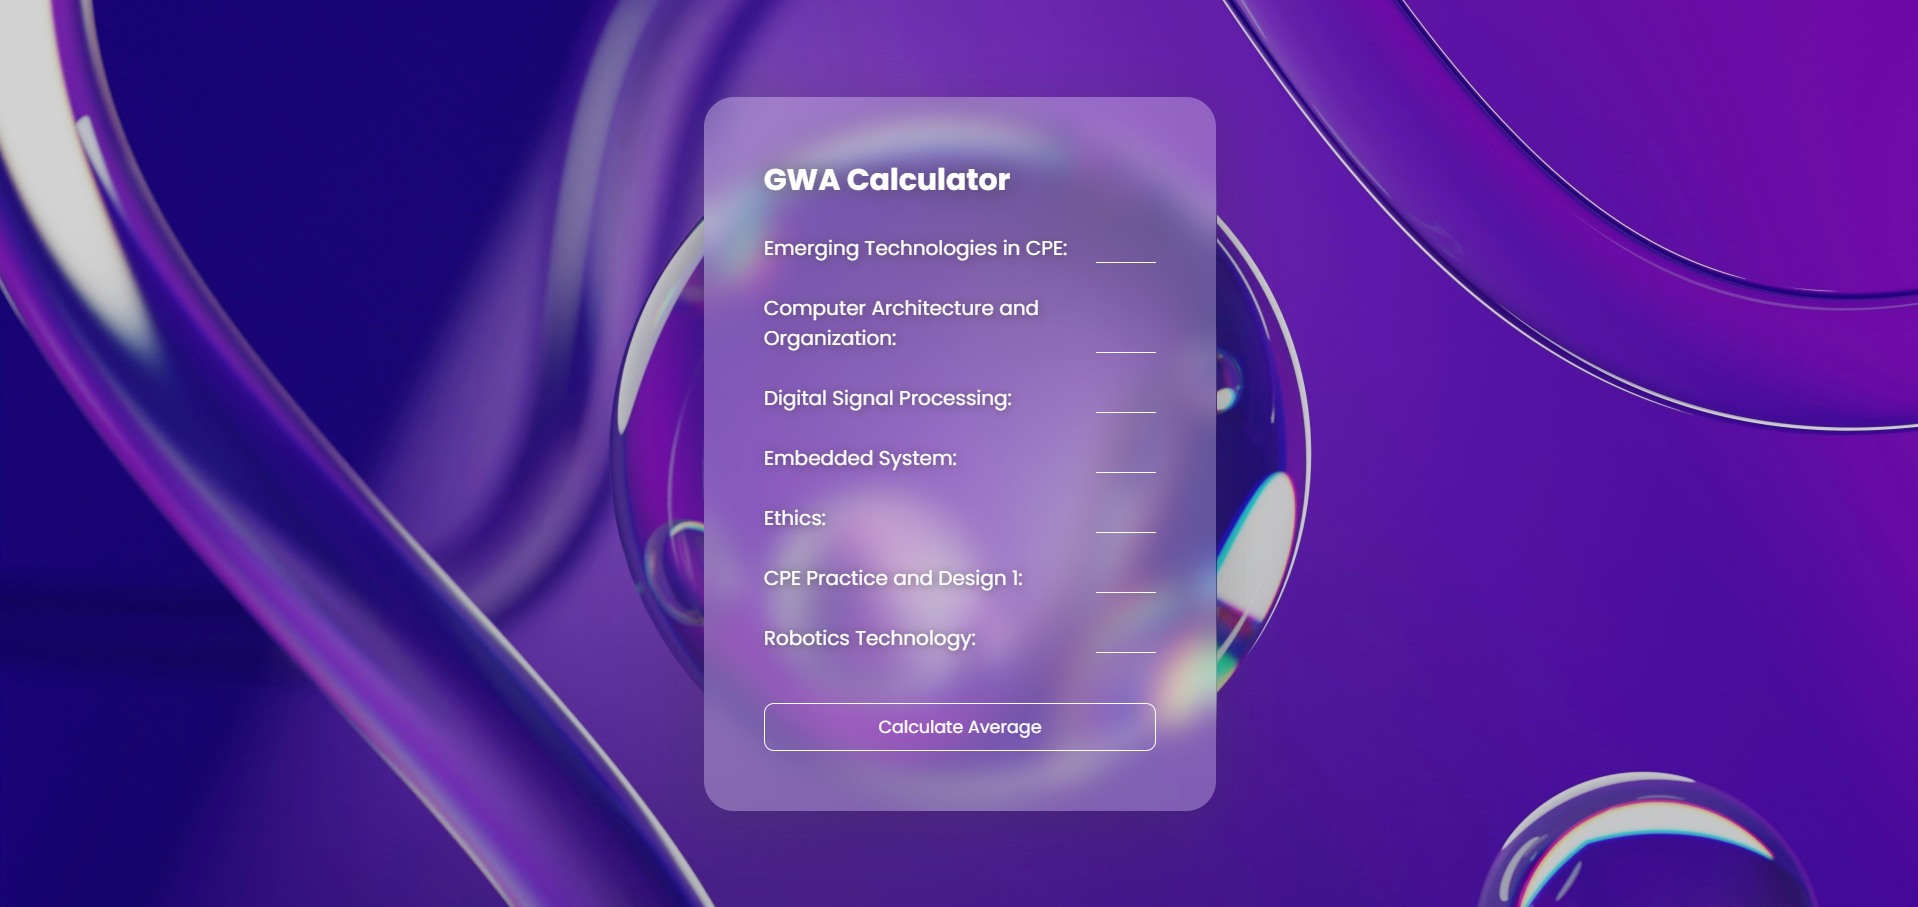 GWA Calculator
Emerging Technologies in CPE:
Computer Architecture and
Organization:
Digital Signal Processing:
Embedded System:
Ethics:
CPE Practice and Design 1:
Robotics Technology:
Calculate Average